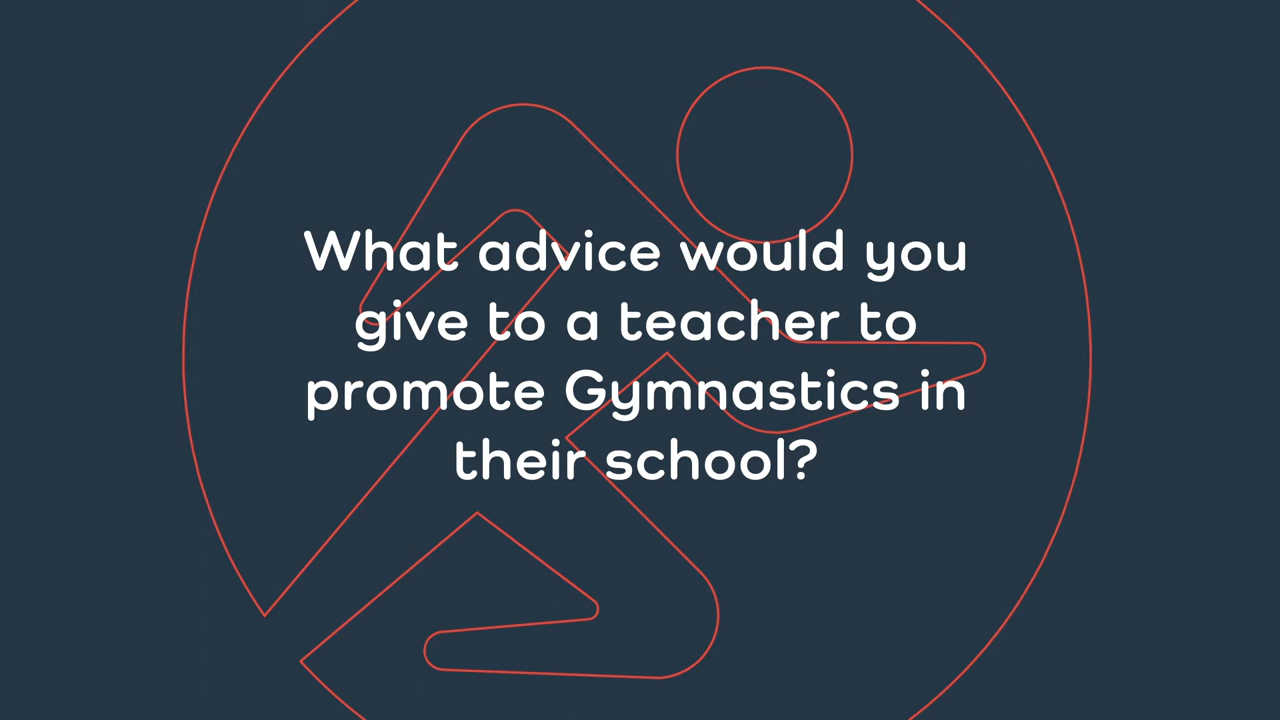 What advice would you
give to a teacher to
promote Gymnastics in
their school?